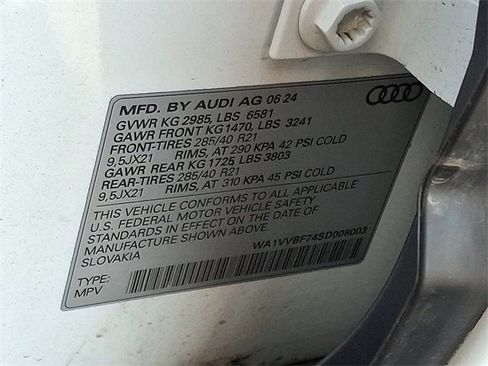 MFD. BY AUDI AG 06 24
GVWR KG 2985, LBS 6581
GAWR FRONT KG 1470, LBS 3241
FRONT-TIRES 285/40 R21
9,5JX21 RIMS, AT 290 KPA 42 PSI COLD
GAWR REAR KG 1725 LBS 3803
REAR-TIRES 285/40 R21
9,5JX21 RIMS, AT 310 KPA 45 PSI COLD
THIS VEHICLE CONFORMS TO ALL APPLICABLE
U.S. FEDERAL MOTOR VEHICLE SAFETY
STANDARDS IN EFFECT ON THE DATE OF
MANUFACTURE SHOWN ABOVE.
SLOVAKIA WA1VVBF74SD008003
TYPE:
MPV